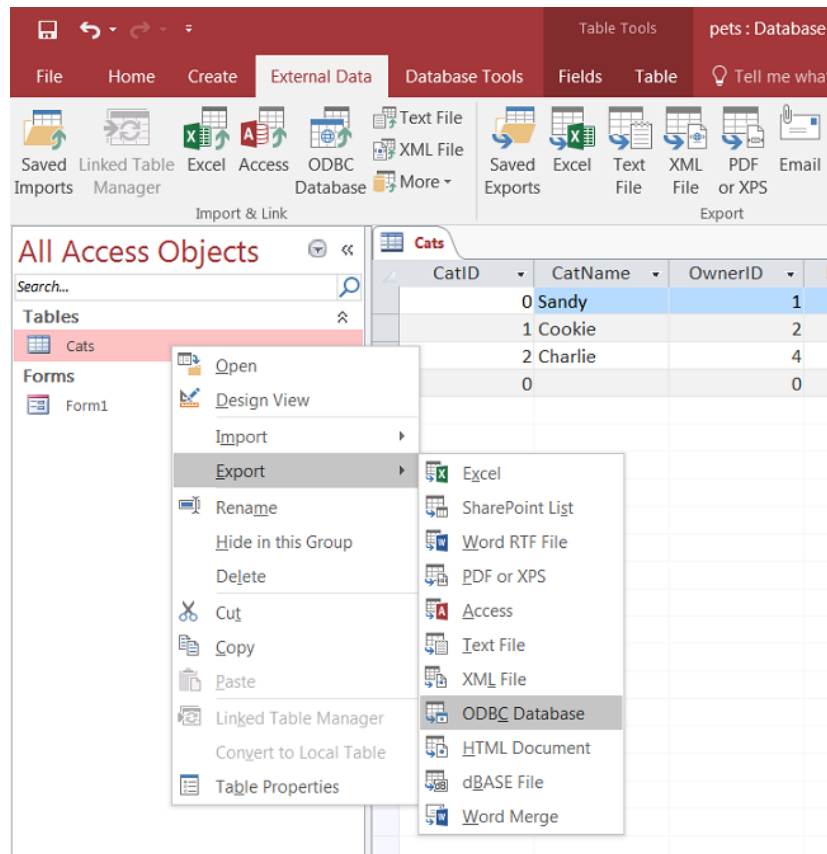 Table Tools
pets : Database
File Home Create External Data Database Tools Fields Table Tell me wha
Saved Imports
Linked Table Manager
Excel
Access
ODBC Database
Text File
XML File
More
Saved Exports
Excel
Text File
XML File
PDF or XPS
Email
Import & Link
Export
All Access Objects
Search...
Tables
Cats
Forms
Form1
Cats
CatID CatName OwnerID
0 Sandy 1
1 Cookie 2
2 Charlie 4
0 0
Open
Design View
Import
Export
Rename
Hide in this Group
Delete
Cut
Copy
Paste
Linked Table Manager
Convert to Local Table
Table Properties
Excel
SharePoint List
Word RTF File
PDF or XPS
Access
Text File
XML File
ODBC Database
HTML Document
dBASE File
Word Merge